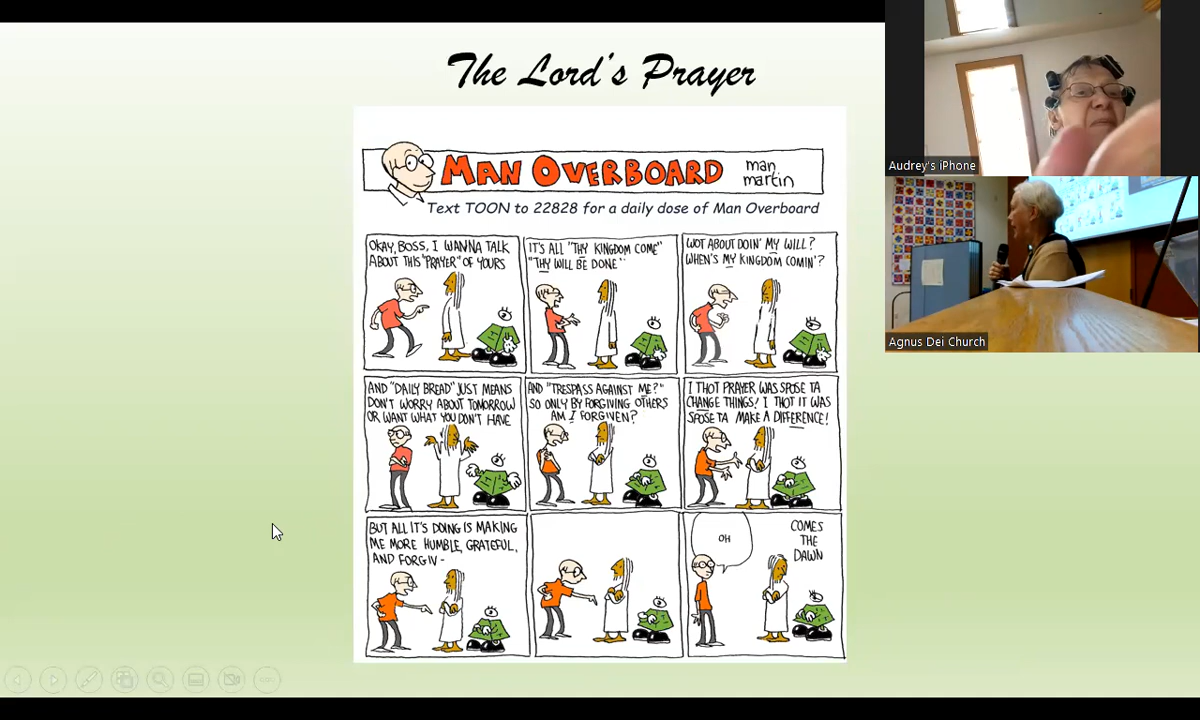 The Lord's Prayer
MAN OVERBOARD
man
martin
Text TOON to 22828 for a daily dose of Man Overboard
OKAY, BOSS, I WANNA TALK
ABOUT THIS "PRAYER" OF YOURS
IT'S ALL "THY KINGDOM COME"
"THY WILL BE DONE"
WOT ABOUT DOIN' MY WILL?
WHEN'S MY KINGDOM COMIN'?
AND "DAILY BREAD" JUST MEANS
DON'T WORRY ABOUT TOMORROW
OR WANT WHAT YOU DON'T HAVE
AND "TRESPASS AGAINST ME?"
SO ONLY BY FORGIVING OTHERS
AM I FORGIVEN?
I THOT PRAYER WAS SPOSE TA
CHANGE THINGS! I THOT IT WAS
SPOSE TA MAKE A DIFFERENCE!
BUT ALL IT'S DOING IS MAKING
ME MORE HUMBLE, GRATEFUL,
AND FORGIV-
OH
COMES
THE
DAWN
Audrey's iPhone
Agnus Dei Church